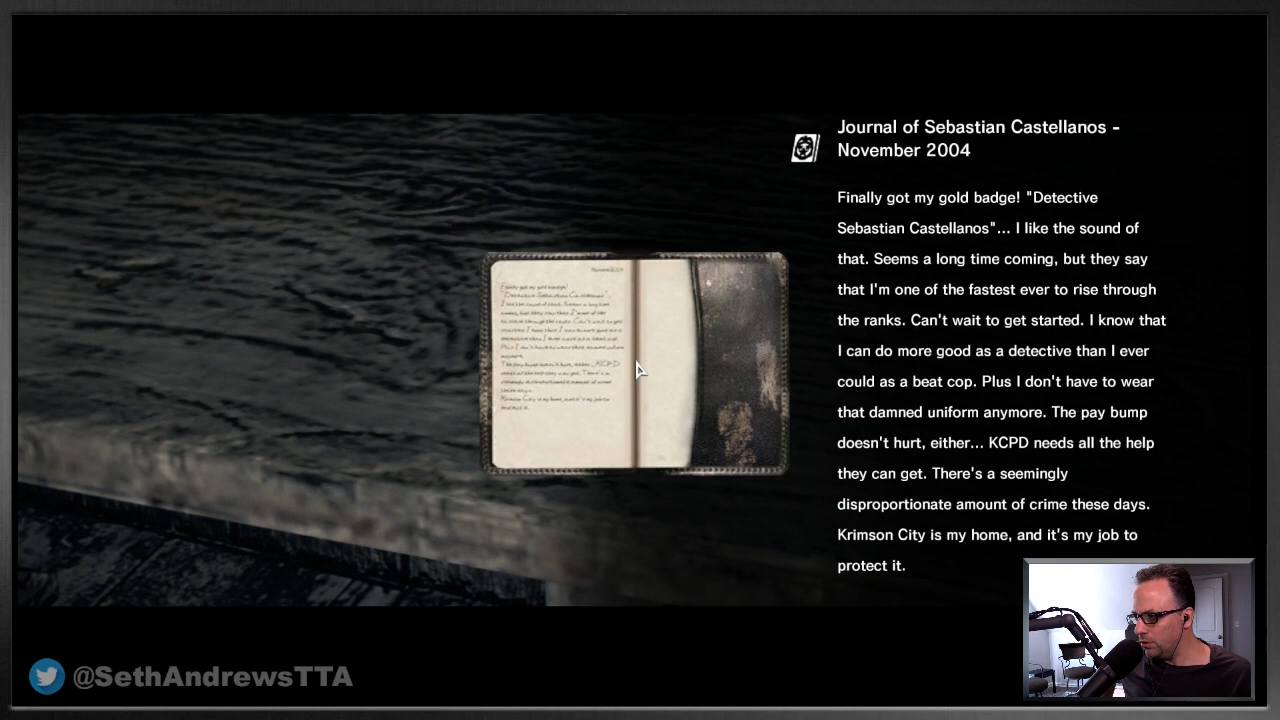 Journal of Sebastian Castellanos -
November 2004
Finally got my gold badge! "Detective
Sebastian Castellanos"... I like the sound of
that. Seems a long time coming, but they say
that I'm one of the fastest ever to rise through
the ranks. Can't wait to get started. I know that
I can do more good as a detective than I ever
could as a beat cop. Plus I don't have to wear
that damned uniform anymore. The pay bump
doesn't hurt, either... KCPD needs all the help
they can get. There's a seemingly
disproportionate amount of crime these days.
Krimson City is my home, and it's my job to
protect it.
@SethAndrewsTTA